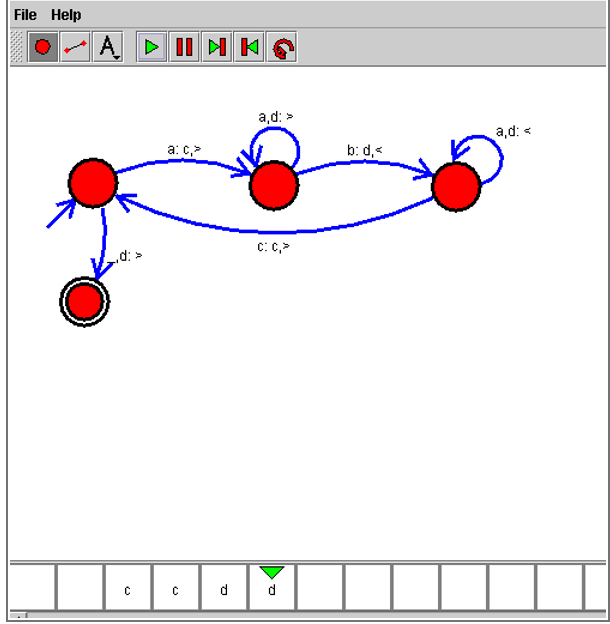 File Help
A
a,d: >
a: c,>
b: d,<
a,d: <
c: c,>
_,d: >
c c d d